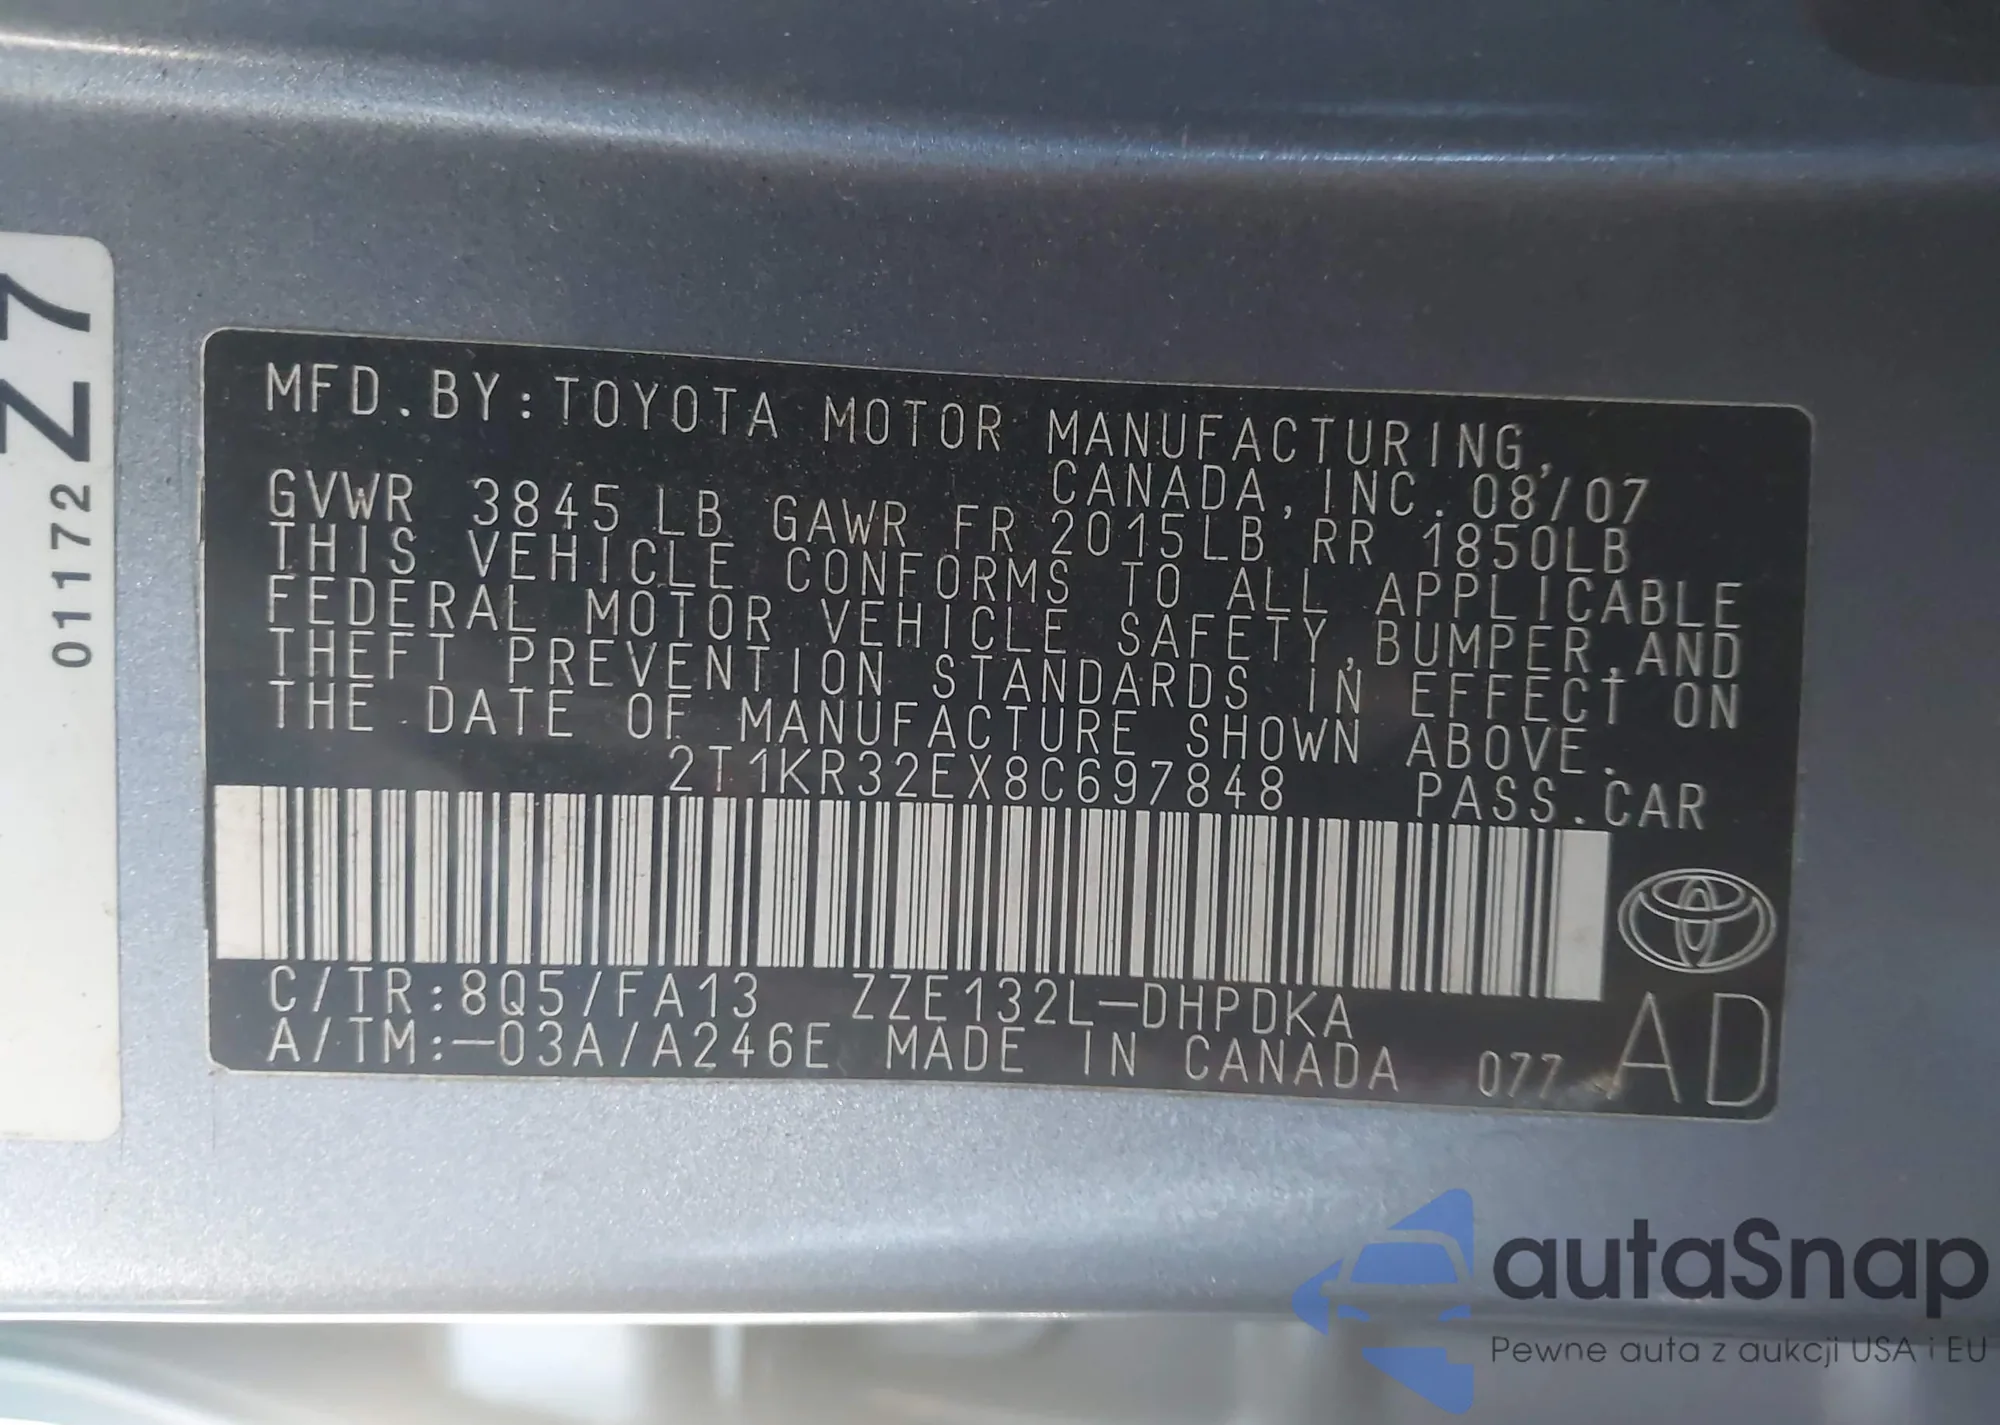 Z7
01172
MFD.BY:TOYOTA MOTOR MANUFACTURING,
CANADA,INC.08/07
GVWR 3845LB GAWR FR 2015LB RR 1850LB
THIS VEHICLE CONFORMS TO ALL APPLICABLE
FEDERAL MOTOR VEHICLE SAFETY,BUMPER,AND
THEFT PREVENTION STANDARDS IN EFFECT ON
THE DATE OF MANUFACTURE SHOWN ABOVE.
2T1KR32EX8C697848 PASS.CAR
C/TR:8Q5/FA13 ZZE132L-DHPDKA
A/TM:-03A/A246E MADE IN CANADA 077 AD
autaSnap
Pewne auta z aukcji USA i EU